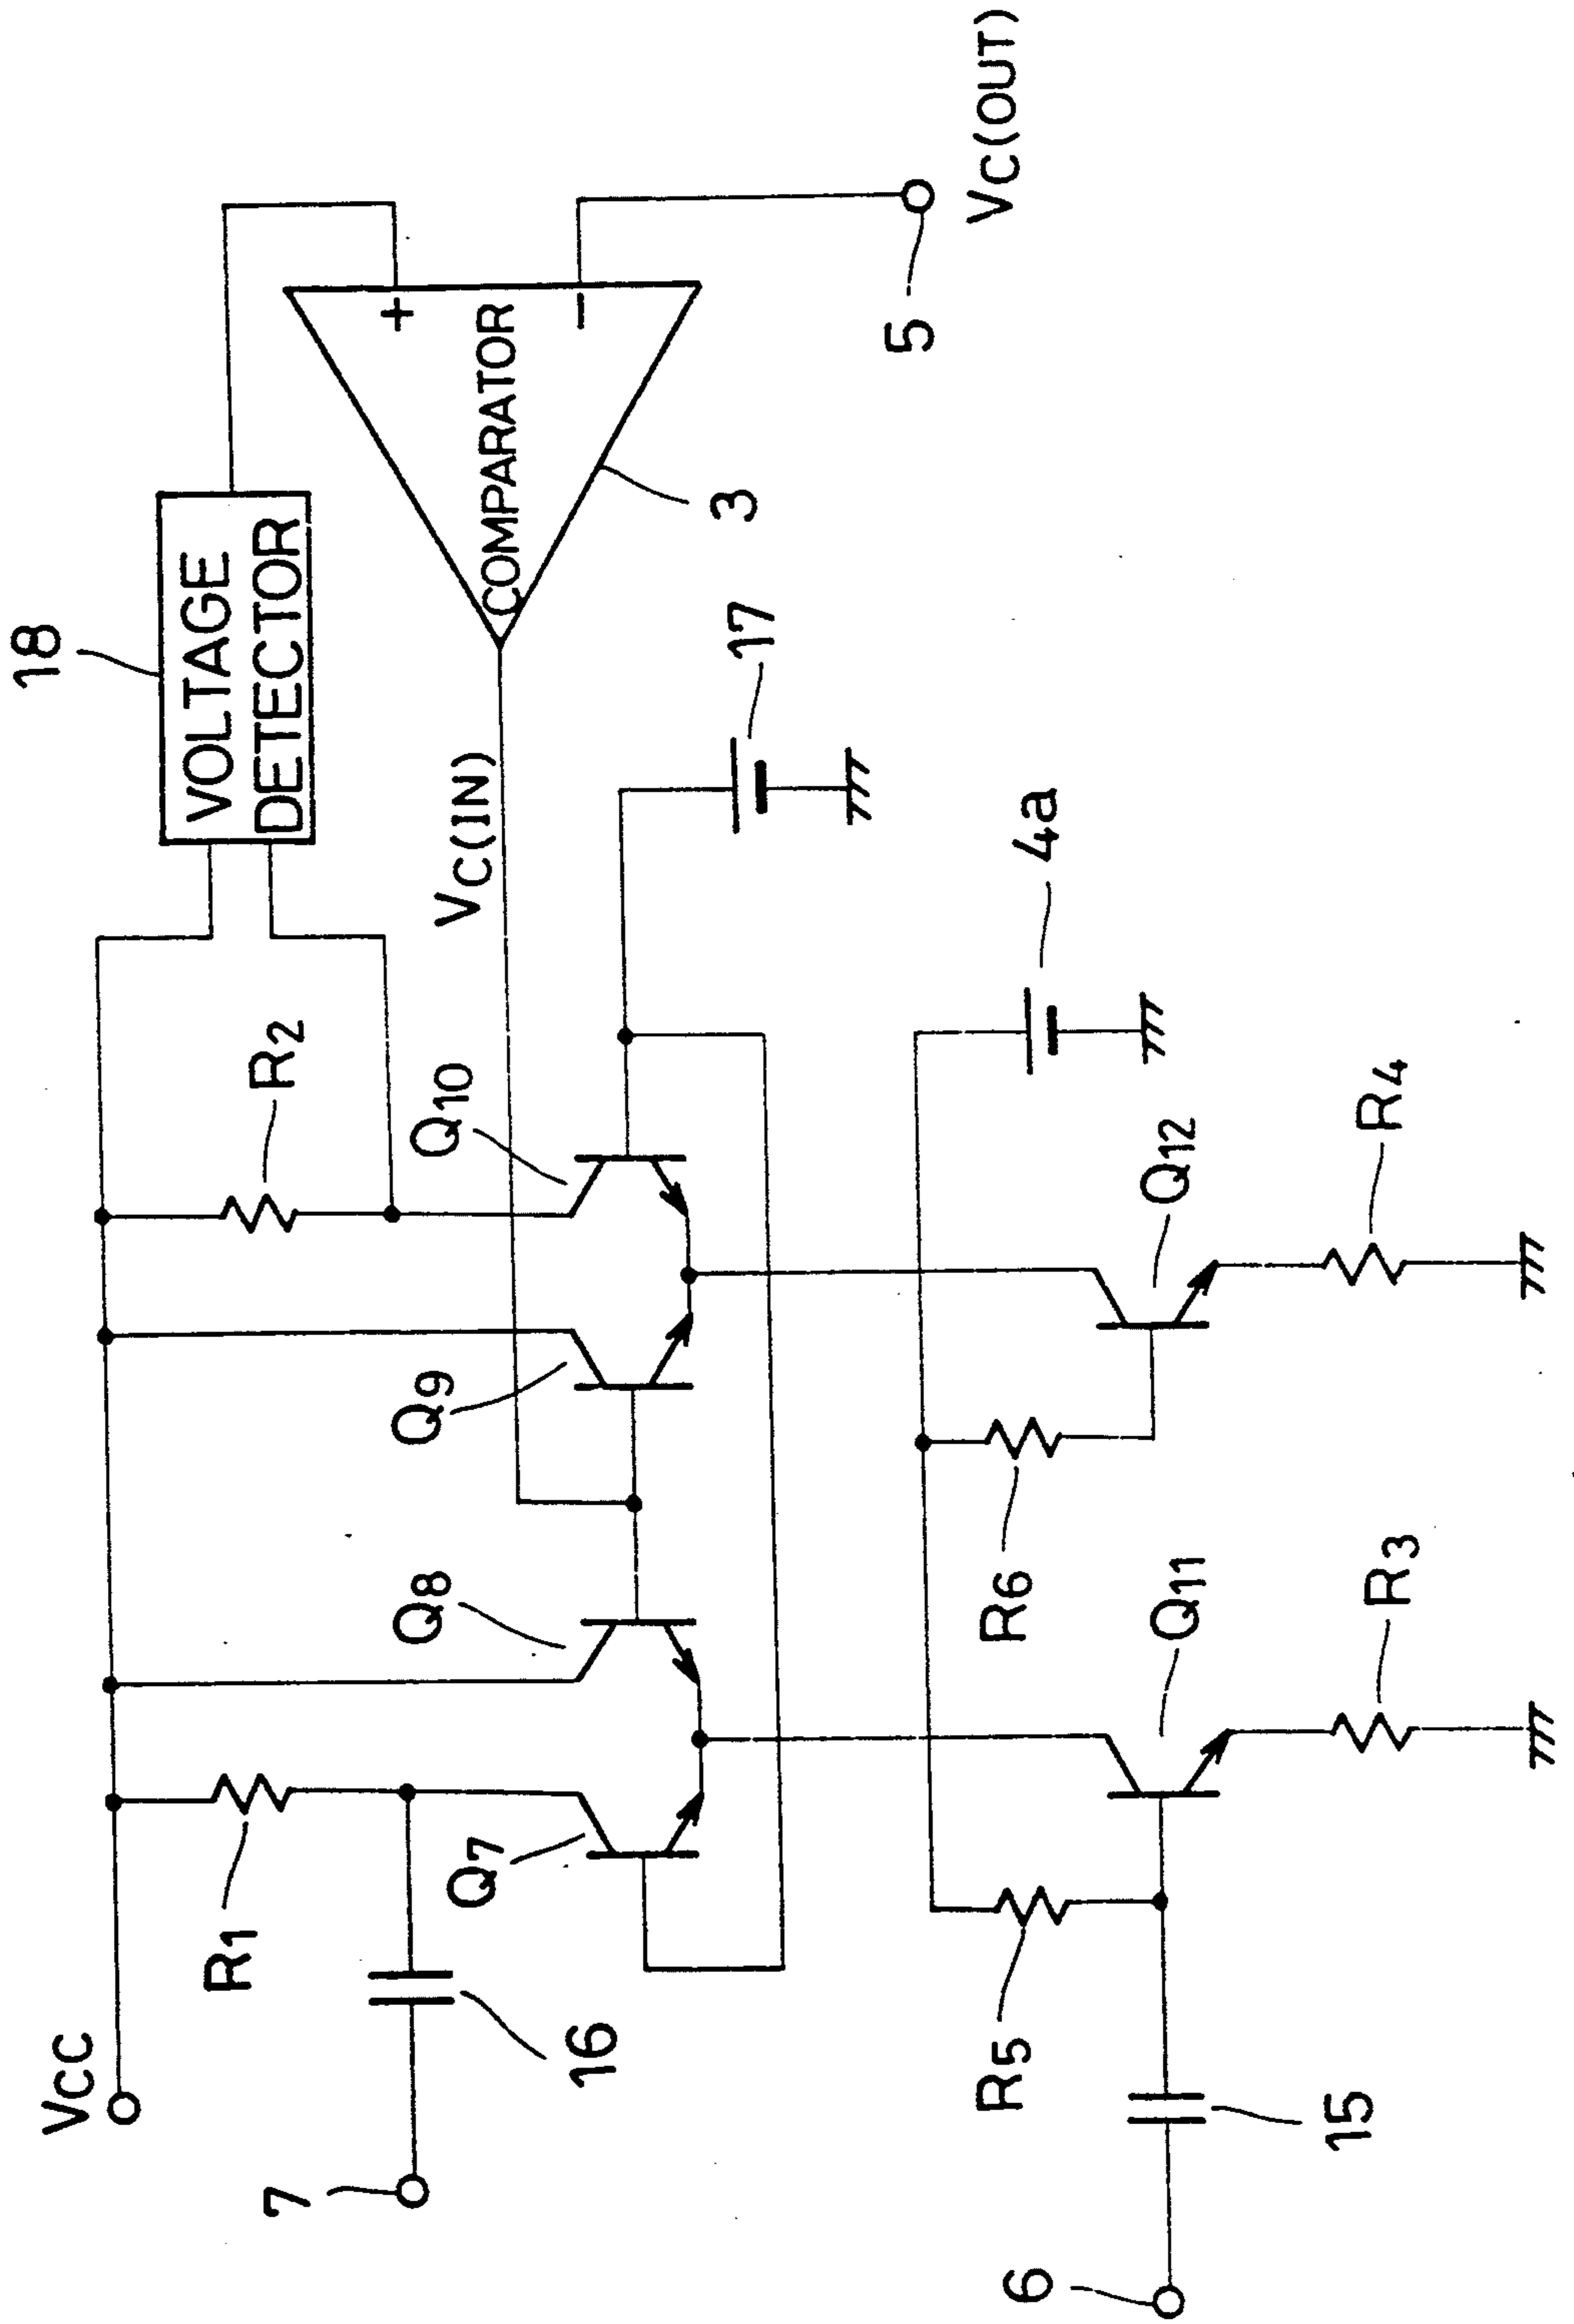 18
VOLTAGE
DETECTOR
VCC
R1
R2
7
16
Q7
Q8
Q9
Q10
VC(IN)
+
COMPARATOR
−
3
17
5
VC(OUT)
4a
R5
R6
Q11
Q12
6
15
R3
R4